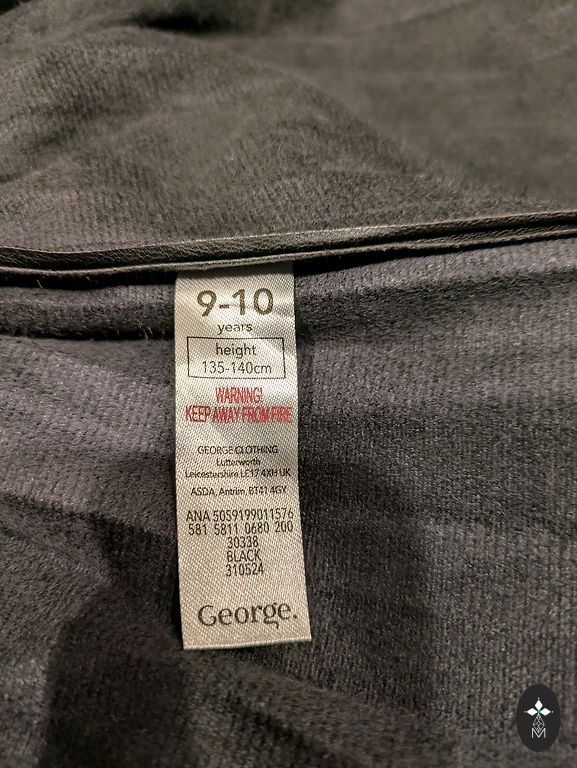 9-10
years
height
135-140cm
WARNING!
KEEP AWAY FROM FIRE
GEORGE CLOTHING
Lutterworth
Leicestershire LE17 4XH UK
ASDA, Antrim, BT41 4GY
ANA 5059199011576
581 5811 0680 200
30338
BLACK
310524
George.